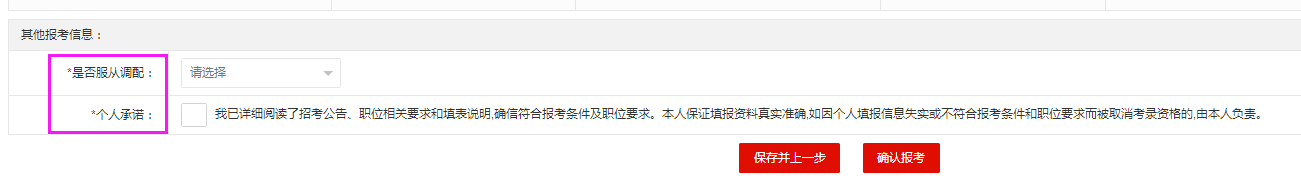 其他报考信息：
*是否服从调配： 请选择
*个人承诺： 我已详细阅读了招考公告、职位相关要求和填表说明,确信符合报考条件及职位要求。本人保证填报资料真实准确,如因个人填报信息失实或不符合报考条件和职位要求而被取消考录资格的,由本人负责。
保存并上一步 确认报考